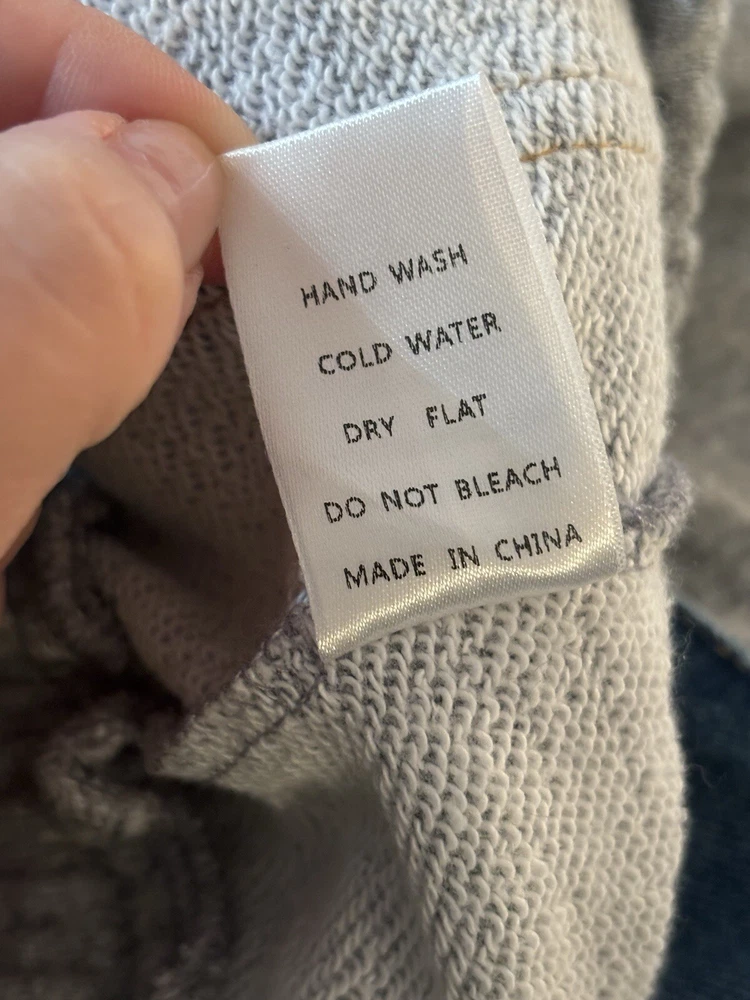 HAND WASH
COLD WATER
DRY FLAT
DO NOT BLEACH
MADE IN CHINA